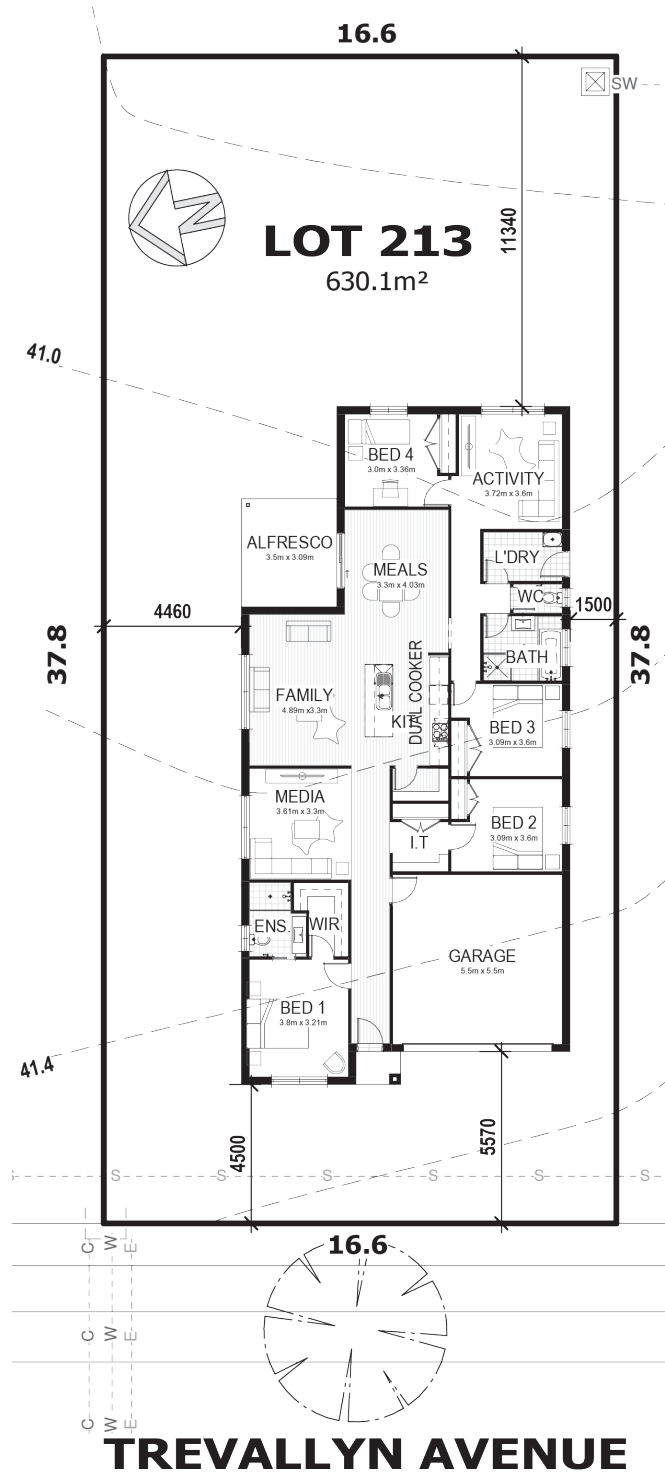 16.6
SW
N
11340
LOT 213
630.1m²
41.0
BED 4
3.0m x 3.36m
ACTIVITY
3.72m x 3.6m
ALFRESCO
3.5m x 3.09m
MEALS
3.3m x 4.03m
L'DRY
WC
4460
1500
37.8
37.8
BATH
DUAL COOKER
FAMILY
4.89m x3.3m
KIT
BED 3
3.09m x 3.6m
MEDIA
3.61m x 3.3m
BED 2
3.09m x 3.6m
I.T
ENS.
WIR
GARAGE
5.5m x 5.5m
BED 1
3.8m x 3.21m
41.4
4500
5570
S S S S S S S
16.6
C W E
C W E
C W E
TREVALLYN AVENUE